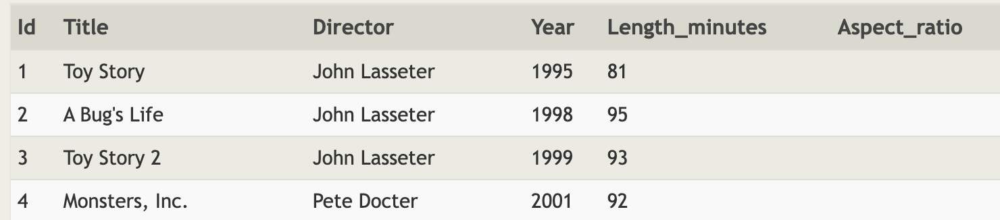 Id Title Director Year Length_minutes Aspect_ratio
1 Toy Story John Lasseter 1995 81
2 A Bug's Life John Lasseter 1998 95
3 Toy Story 2 John Lasseter 1999 93
4 Monsters, Inc. Pete Docter 2001 92